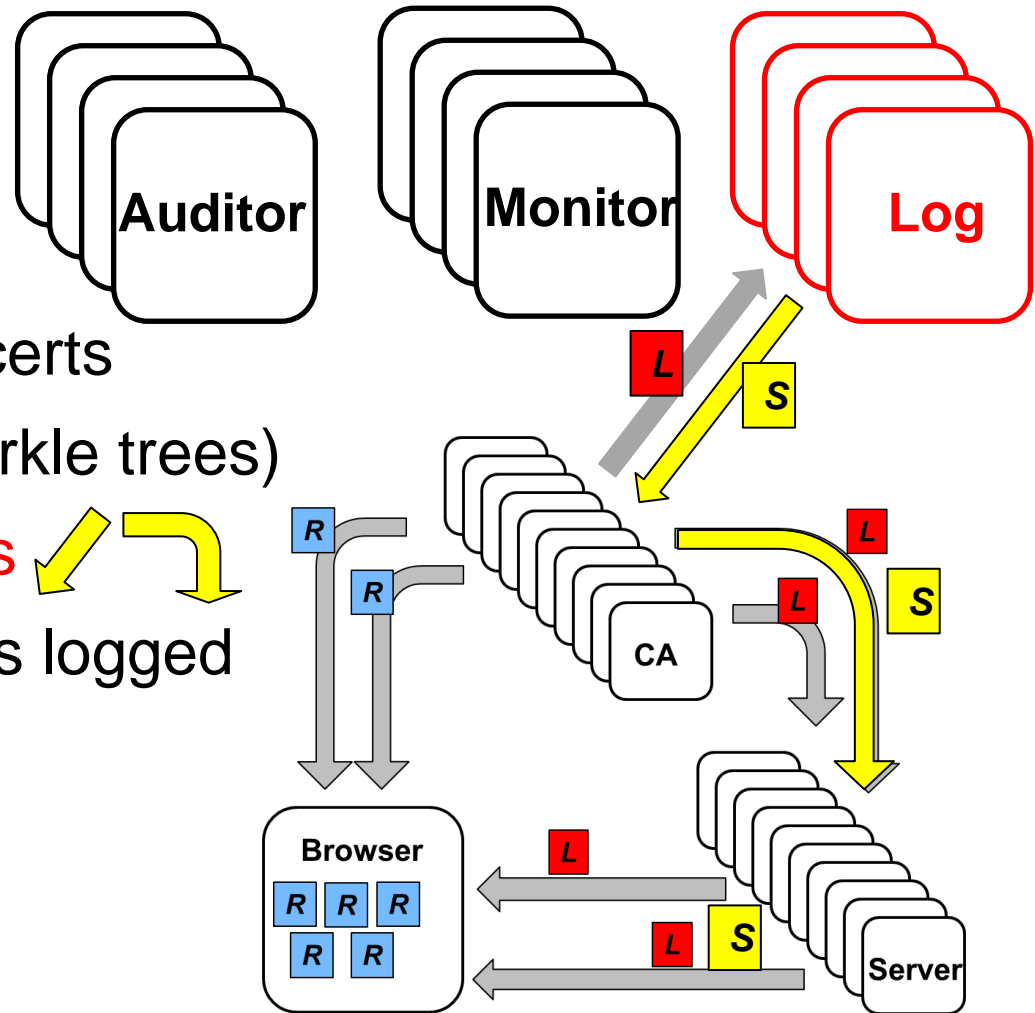 Auditor
Monitor
Log
certs
L
S
rkle trees)
R
L
s
R
L
S
s logged
CA
Browser
L
R R R
L S
R R
Server